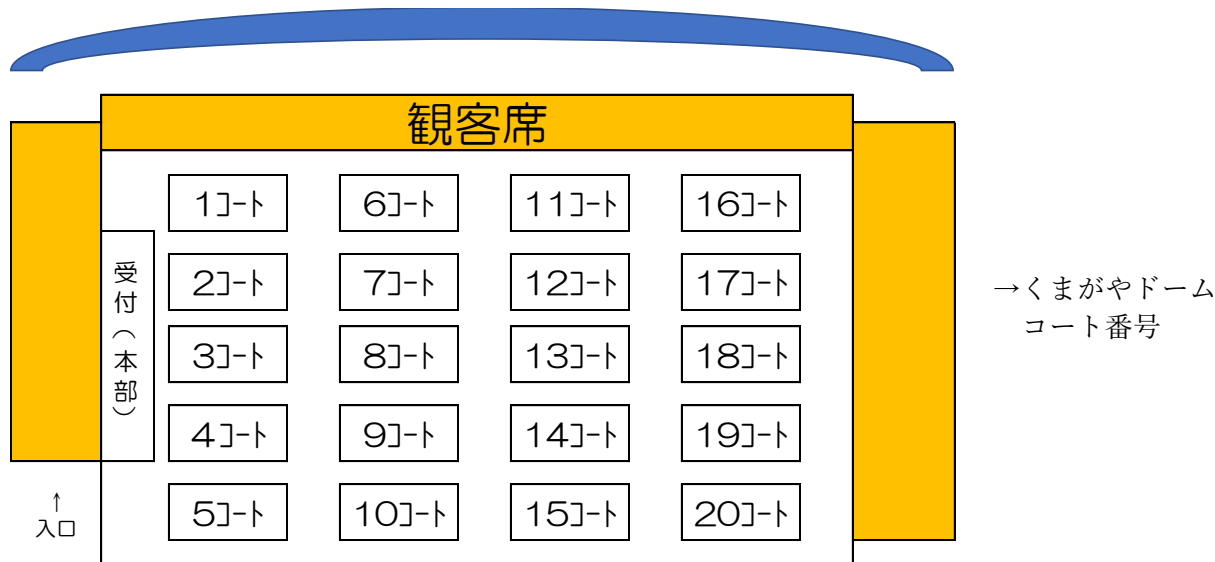 観客席
1ｺｰﾄ 6ｺｰﾄ 11ｺｰﾄ 16ｺｰﾄ
受付（本部）
2ｺｰﾄ 7ｺｰﾄ 12ｺｰﾄ 17ｺｰﾄ
→くまがやドーム
コート番号
3ｺｰﾄ 8ｺｰﾄ 13ｺｰﾄ 18ｺｰﾄ
4ｺｰﾄ 9ｺｰﾄ 14ｺｰﾄ 19ｺｰﾄ
5ｺｰﾄ 10ｺｰﾄ 15ｺｰﾄ 20ｺｰﾄ
↑
入口